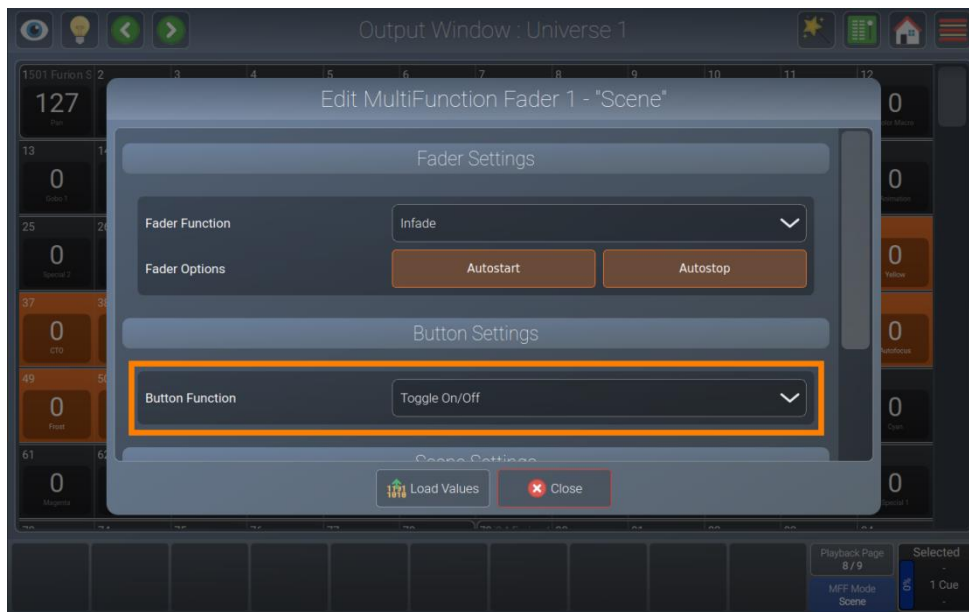 Output Window : Universe 1
1501 Furion S 2 3 4 5 6 7 8 9 10 11 12
127
Pan
0
13
0
Gobo 1
0
25
0
Special 2
0
Yellow
37
0
CTO
0
Autofocus
49
0
Frost
0
Cyan
61
0
Magenta
0
Special 1
Edit MultiFunction Fader 1 - "Scene"
Fader Settings
Fader Function
Infade
Fader Options
Autostart
Autostop
Button Settings
Button Function
Toggle On/Off
Scene Settings
Load Values
Close
Playback Page
8 / 9
MFF Mode
Scene
Selected
-
1 Cue
-